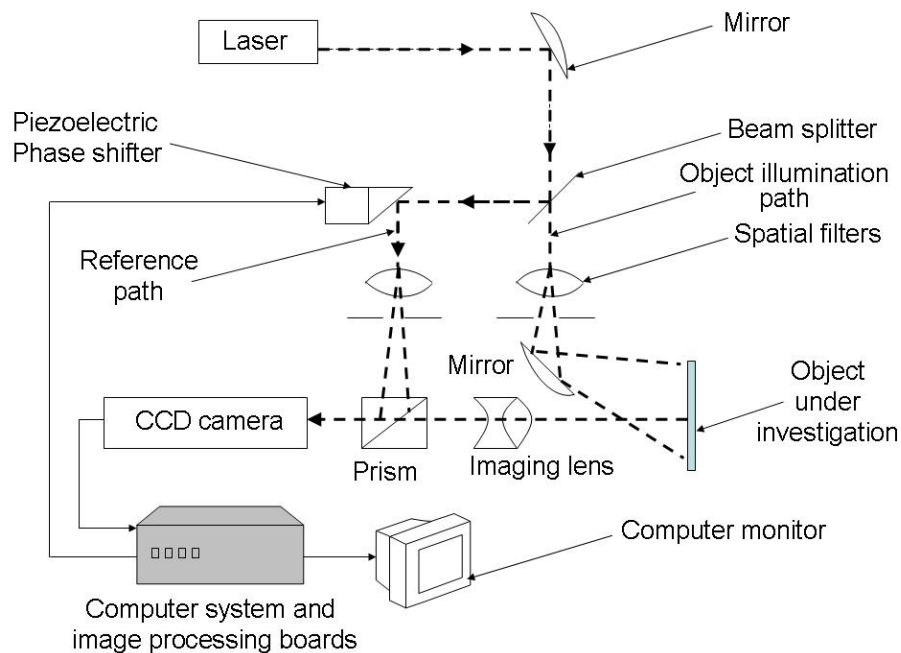 Laser
Mirror
Piezoelectric
Phase shifter
Beam splitter
Object illumination
path
Spatial filters
Reference
path
Mirror
Object
under
investigation
CCD camera
Prism
Imaging lens
Computer monitor
Computer system and
image processing boards